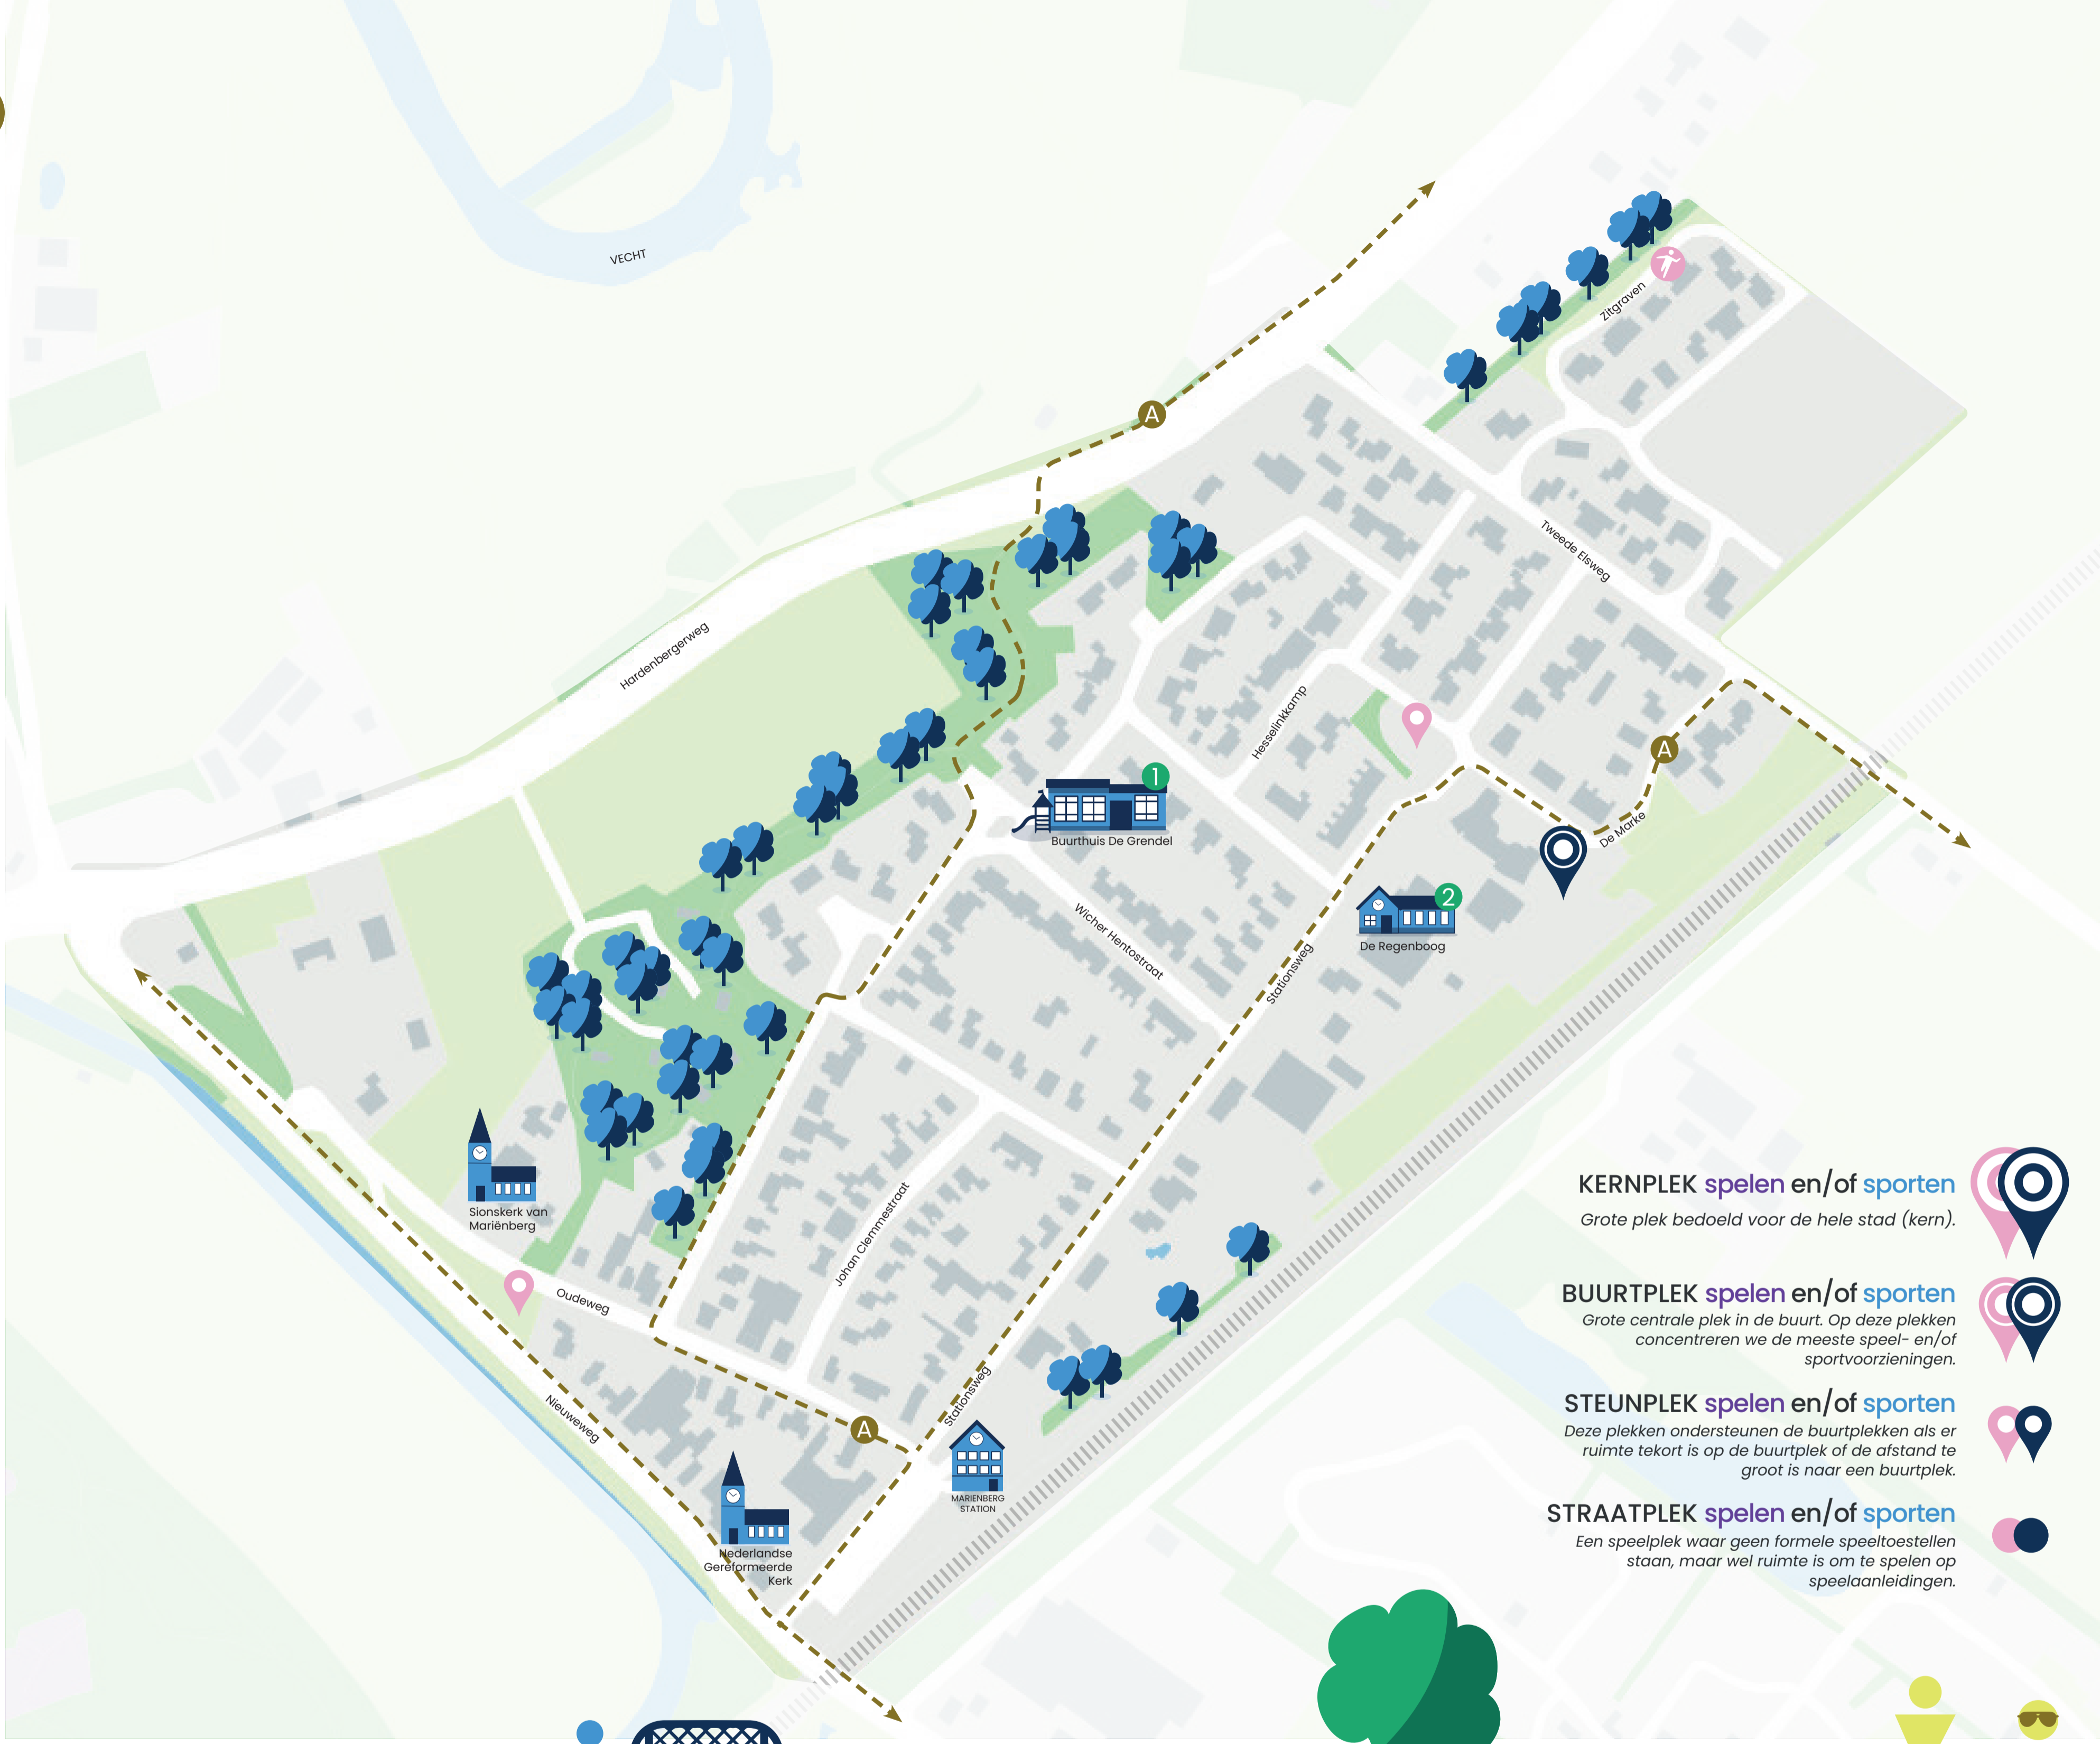 VECHT
A
Zitgraven
Tweede Elsweg
Hardenbergerweg
Hesselinkkamp
A
1
Buurthuis De Grendel
De Marke
2
De Regenboog
Wicher Hentostraat
Stationsweg
Sionskerk van
Mariënberg
Johan Clemmestraat
Oudeweg
Nieuweweg
A
Stationsweg
MARIENBERG
STATION
Nederlandse
Gereformeerde
Kerk
KERNPLEK spelen en/of sporten
Grote plek bedoeld voor de hele stad (kern).
BUURTPLEK spelen en/of sporten
Grote centrale plek in de buurt. Op deze plekken
concentreren we de meeste speel- en/of
sportvoorzieningen.
STEUNPLEK spelen en/of sporten
Deze plekken ondersteunen de buurtplekken als er
ruimte tekort is op de buurtplek of de afstand te
groot is naar een buurtplek.
STRAATPLEK spelen en/of sporten
Een speelplek waar geen formele speeltoestellen
staan, maar wel ruimte is om te spelen op
speelaanleidingen.